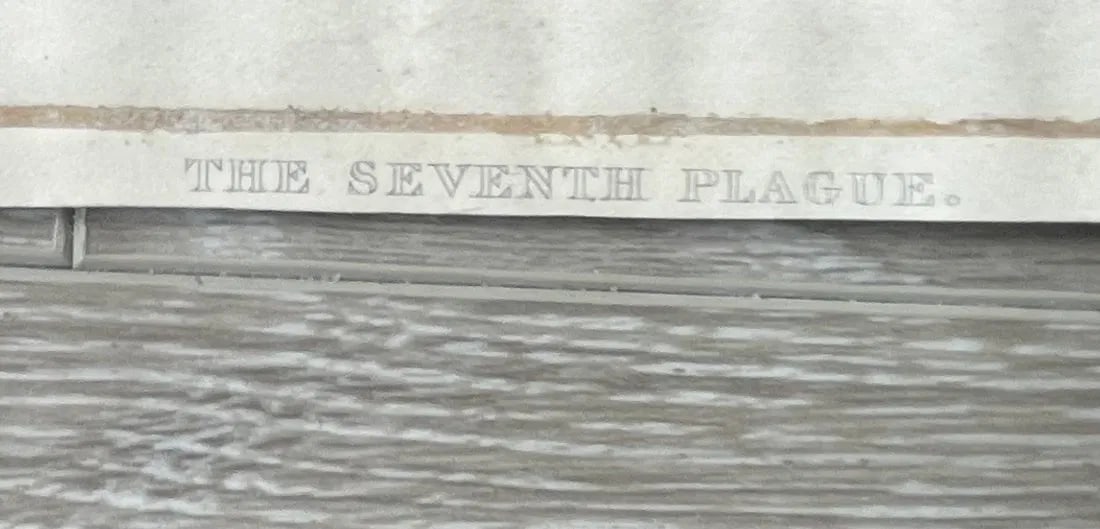 THE SEVENTH PLAGUE.